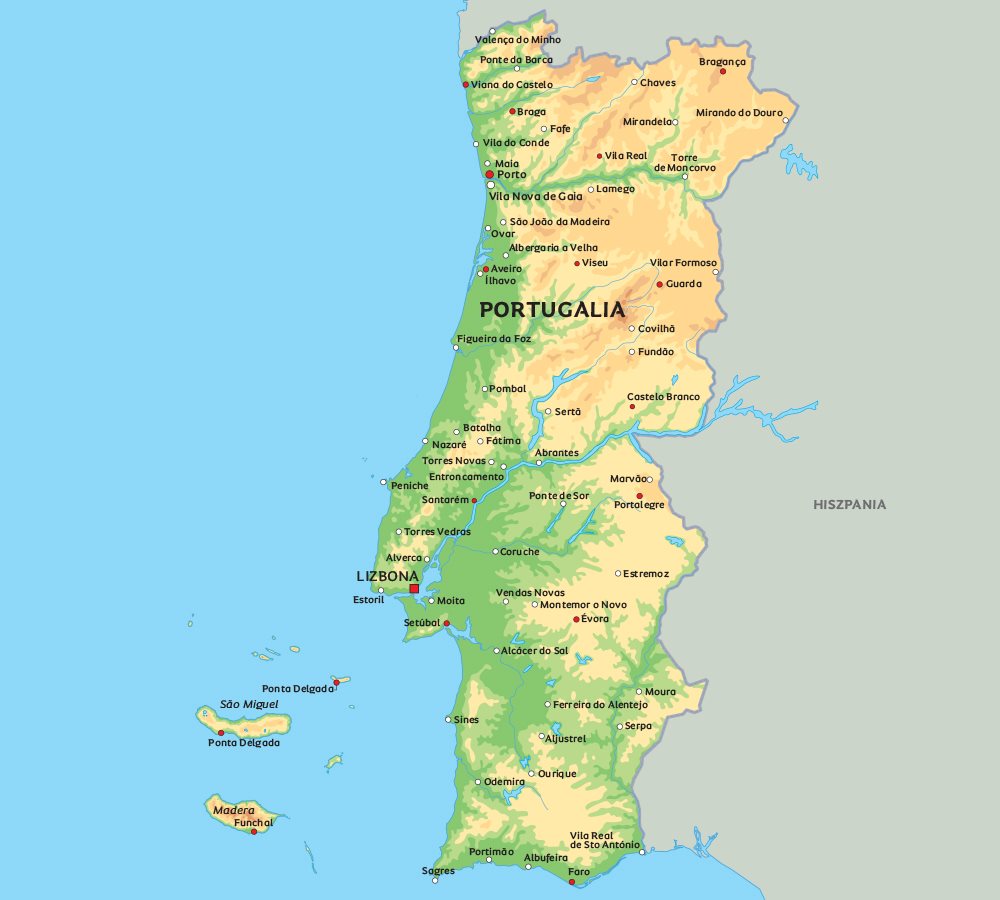 Valença do Minho
Ponte da Barca
Bragança
Viana do Castelo
Chaves
Braga
Mirando do Douro
Mirandela
Fafe
Vila do Conde
Vila Real
Torre
de Moncorvo
Maia
Porto
Lamego
Vila Nova de Gaia
São João da Madeira
Ovar
Albergaria a Velha
Viseu
Vilar Formoso
Aveiro
Ílhavo
Guarda
PORTUGALIA
Covilhã
Figueira da Foz
Fundão
Pombal
Castelo Branco
Sertã
Batalha
Nazaré
Fátima
Abrantes
Torres Novas
Entroncamento
Marvão
Peniche
Santarém
Ponte de Sor
Portalegre
HISZPANIA
Torres Vedras
Coruche
Alverca
Estremoz
LIZBONA
Estoril
Moita
Vendas Novas
Montemor o Novo
Setúbal
Évora
Alcácer do Sal
Ponta Delgada
Moura
São Miguel
Ferreira do Alentejo
Sines
Serpa
Ponta Delgada
Aljustrel
Ourique
Odemira
Madera
Funchal
Vila Real
de Sto António
Portimão
Albufeira
Sagres
Faro